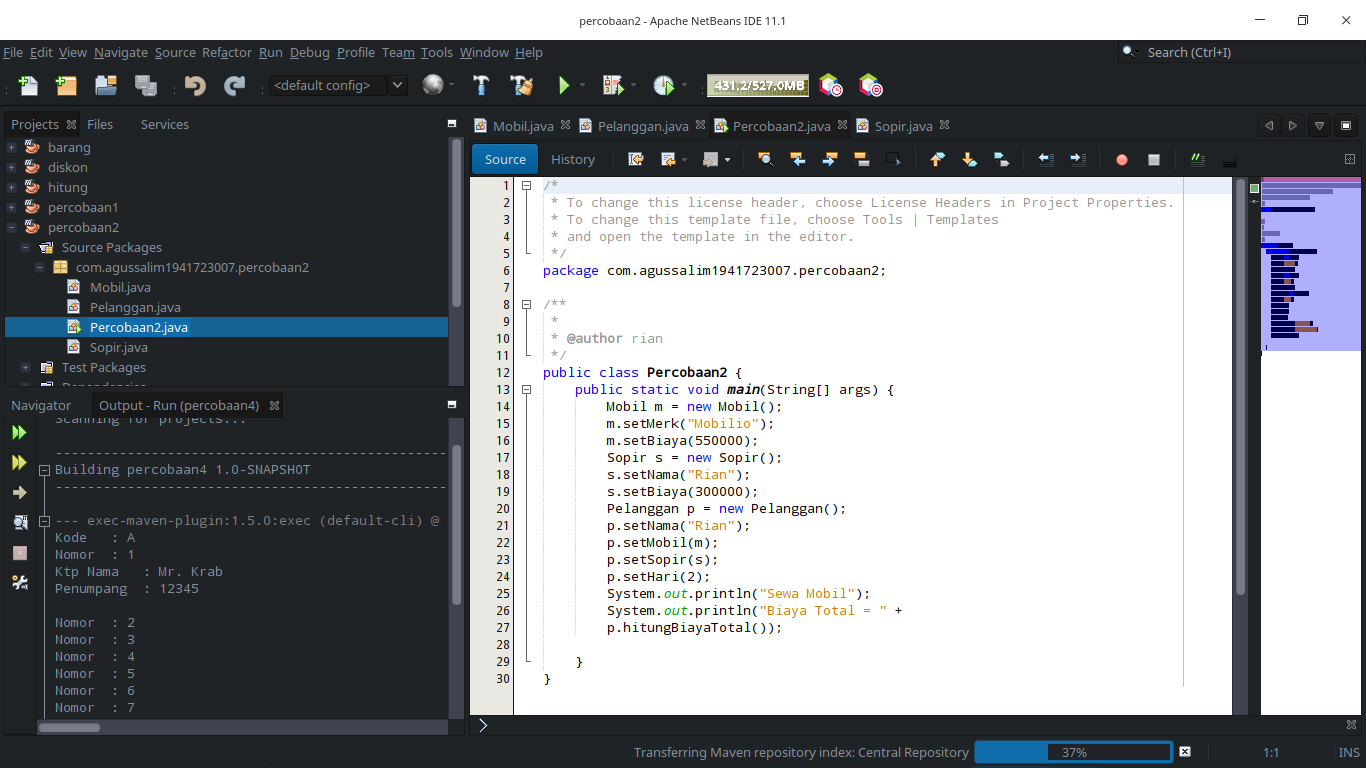 percobaan2 - Apache NetBeans IDE 11.1
File Edit View Navigate Source Refactor Run Debug Profile Team Tools Window Help
Search (Ctrl+I)
<default config>
431,2/527,0MB
Projects Files Services
barang
diskon
hitung
percobaan1
percobaan2
Source Packages
com.agussalim1941723007.percobaan2
Mobil.java
Pelanggan.java
Percobaan2.java
Sopir.java
Test Packages
Dependencies
Navigator Output - Run (percobaan4)
Scanning for projects...
------------------------------------------------
Building percobaan4 1.0-SNAPSHOT
------------------------------------------------
--- exec-maven-plugin:1.5.0:exec (default-cli) @
Kode   : A
Nomor  : 1
Ktp Nama   : Mr. Krab
Penumpang  : 12345
Nomor  : 2
Nomor  : 3
Nomor  : 4
Nomor  : 5
Nomor  : 6
Nomor  : 7
Mobil.java Pelanggan.java Percobaan2.java Sopir.java
Source History
1 /*
2  * To change this license header, choose License Headers in Project Properties.
3  * To change this template file, choose Tools | Templates
4  * and open the template in the editor.
5  */
6 package com.agussalim1941723007.percobaan2;
7
8 /**
9  *
10  * @author rian
11  */
12 public class Percobaan2 {
13     public static void main(String[] args) {
14         Mobil m = new Mobil();
15         m.setMerk("Mobilio");
16         m.setBiaya(550000);
17         Sopir s = new Sopir();
18         s.setNama("Rian");
19         s.setBiaya(300000);
20         Pelanggan p = new Pelanggan();
21         p.setNama("Rian");
22         p.setMobil(m);
23         p.setSopir(s);
24         p.setHari(2);
25         System.out.println("Sewa Mobil");
26         System.out.println("Biaya Total = " +
27         p.hitungBiayaTotal());
28
29     }
30 }
Transferring Maven repository index: Central Repository 37% 1:1 INS